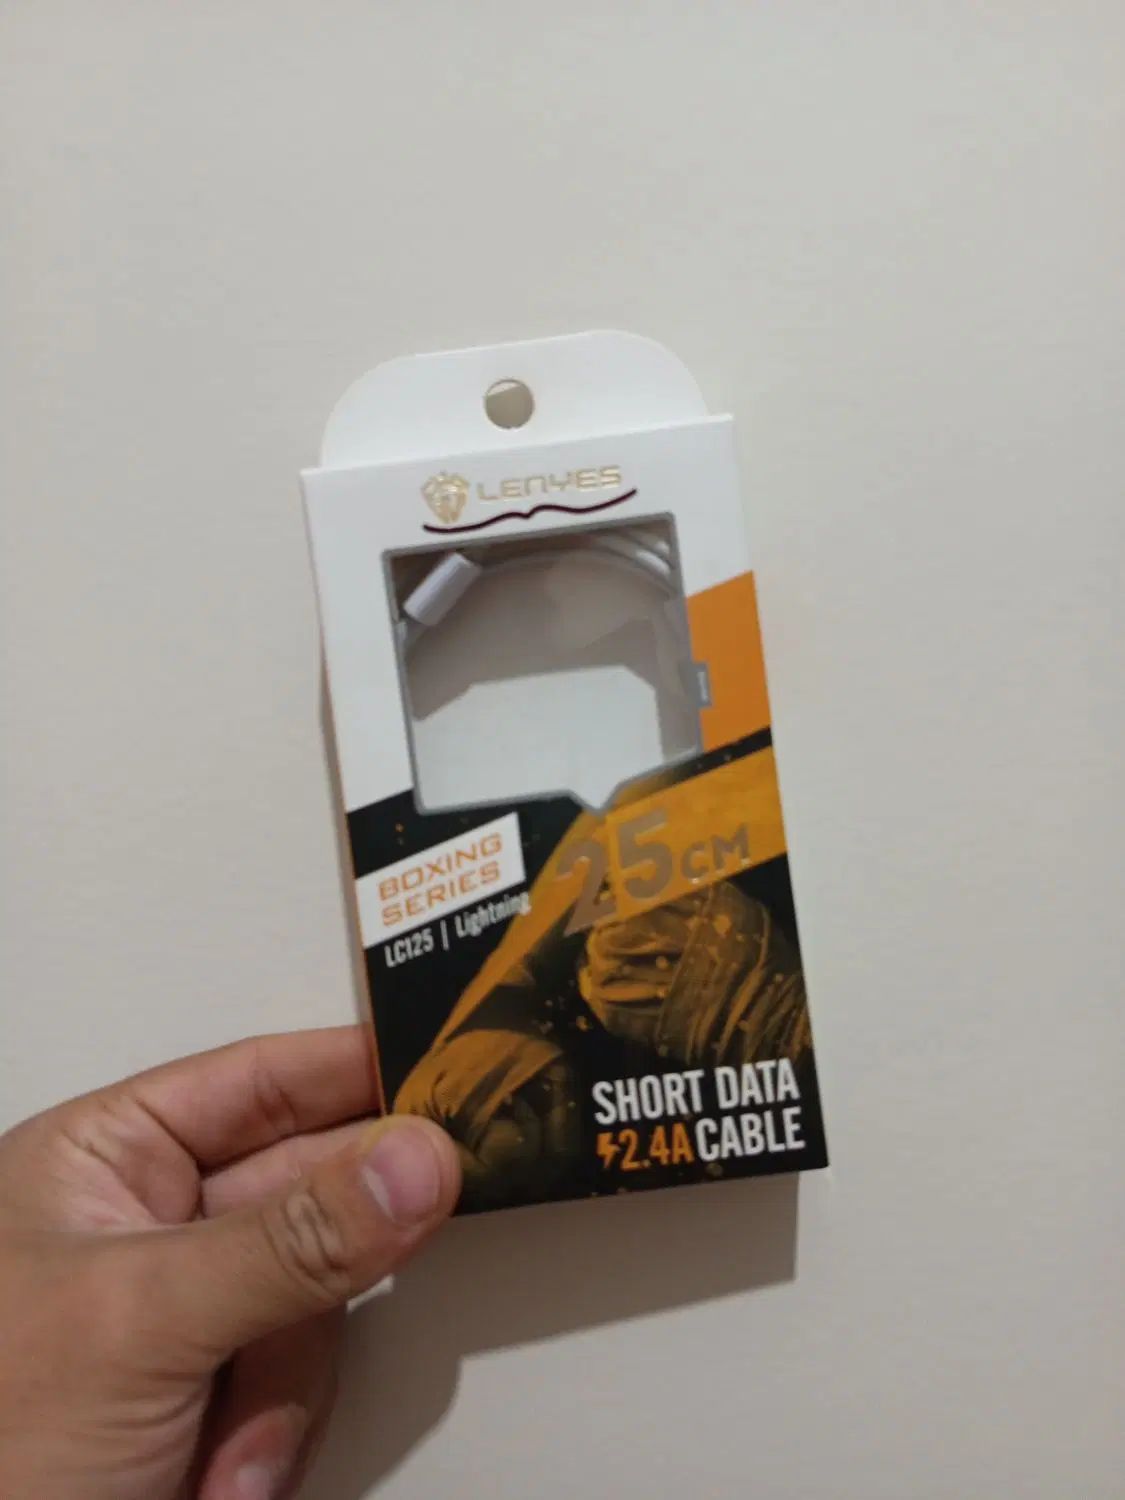 LENYES
25CM
BOXING
SERIES
LC125 | Lightning
SHORT DATA
2.4A CABLE